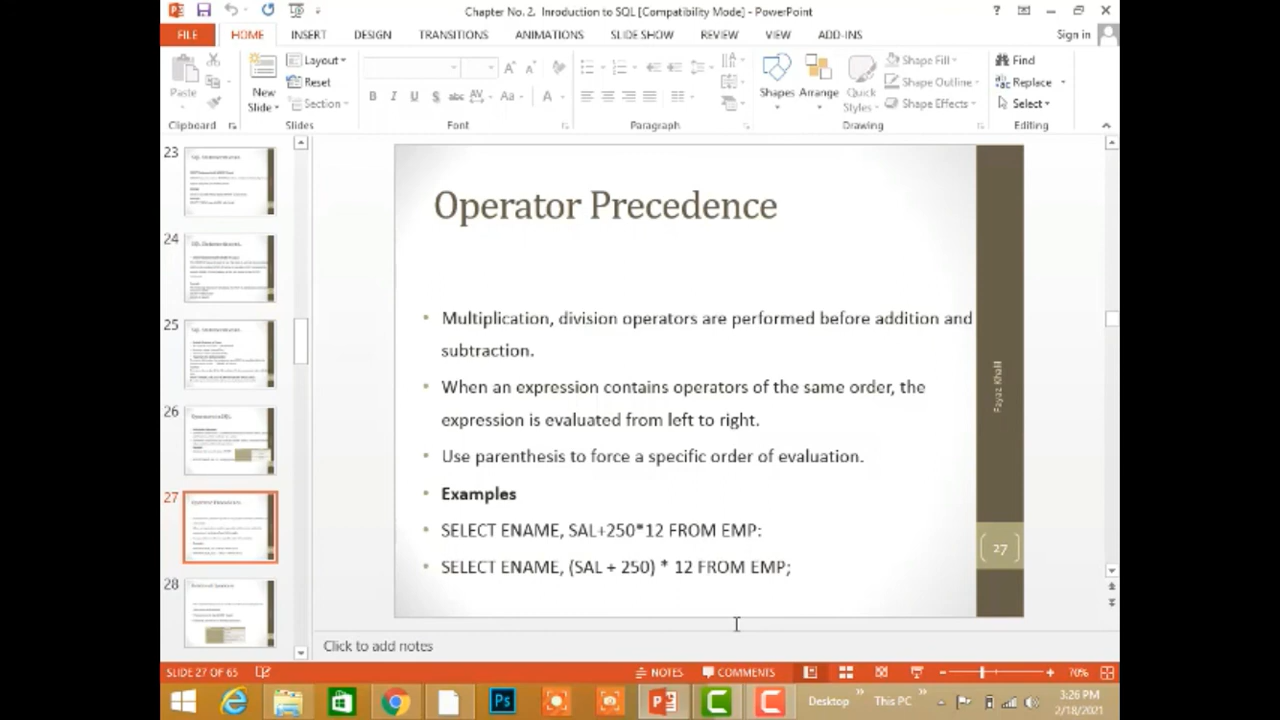 Chapter No. 2. Inroduction to SQL [Compatibility Mode] - PowerPoint
FILE HOME INSERT DESIGN TRANSITIONS ANIMATIONS SLIDE SHOW REVIEW VIEW ADD-INS Sign in
Paste
New Slide
Layout
Reset
Section
Shapes
Arrange
Quick Styles
Shape Fill
Shape Outline
Shape Effects
Find
Replace
Select
Clipboard Slides Font Paragraph Drawing Editing
23
24
25
26
27
28
Operator Precedence
Multiplication, division operators are performed before addition and
subtraction.
When an expression contains operators of the same order, the
expression is evaluated from left to right.
Use parenthesis to force a specific order of evaluation.
Examples
SELECT ENAME, SAL+250 FROM EMP;
SELECT ENAME, (SAL + 250) * 12 FROM EMP;
Fayaz Khalil
27
Click to add notes
SLIDE 27 OF 65 NOTES COMMENTS 70%
Desktop This PC 3:26 PM
2/18/2021